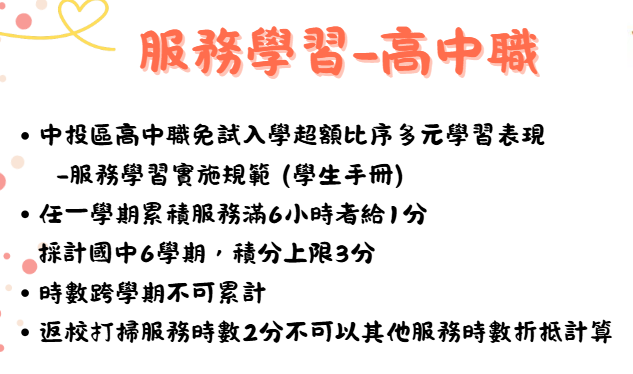 服務學習-高中職
• 中投區高中職免試入學超額比序多元學習表現
-服務學習實施規範 (學生手冊)
• 任一學期累積服務滿6小時者給1分
採計國中6學期,積分上限3分
• 時數跨學期不可累計
• 返校打掃服務時數2分不可以其他服務時數折抵計算